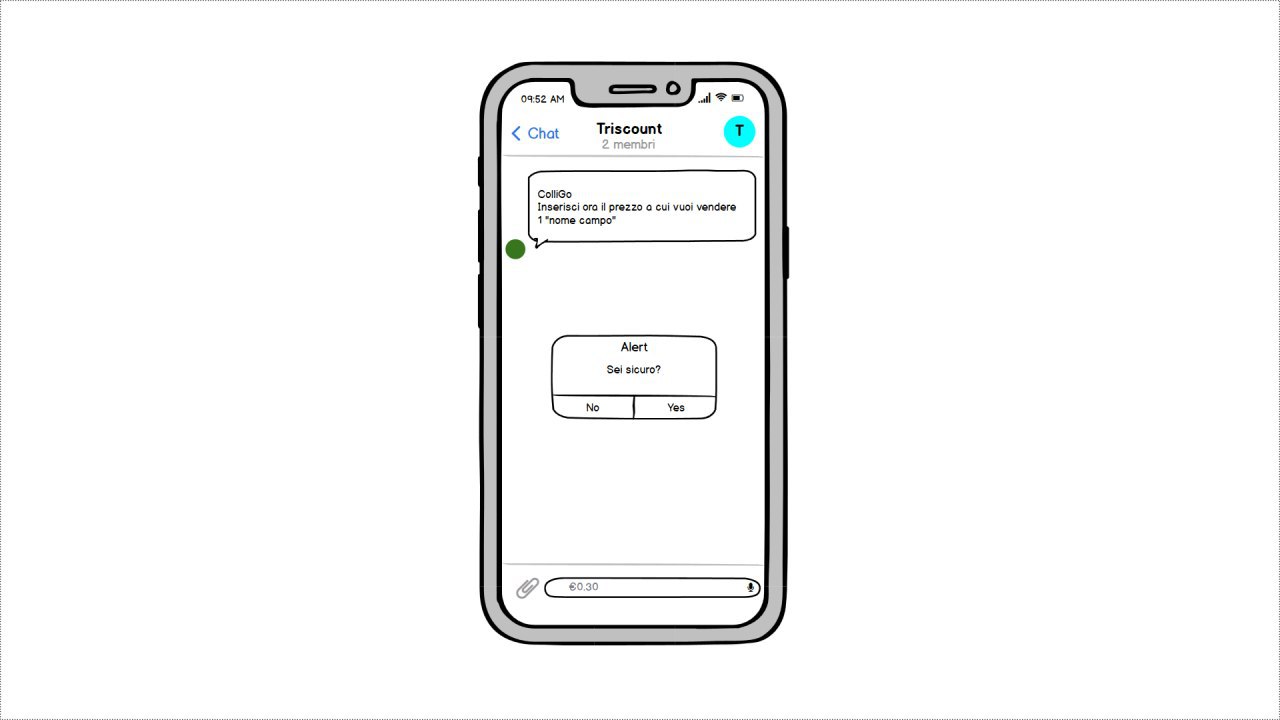 09:52 AM
Chat
Triscount
2 membri
T
ColliGo
Inserisci ora il prezzo a cui vuoi vendere
1 "nome campo"
Alert
Sei sicuro?
No
Yes
€0.30